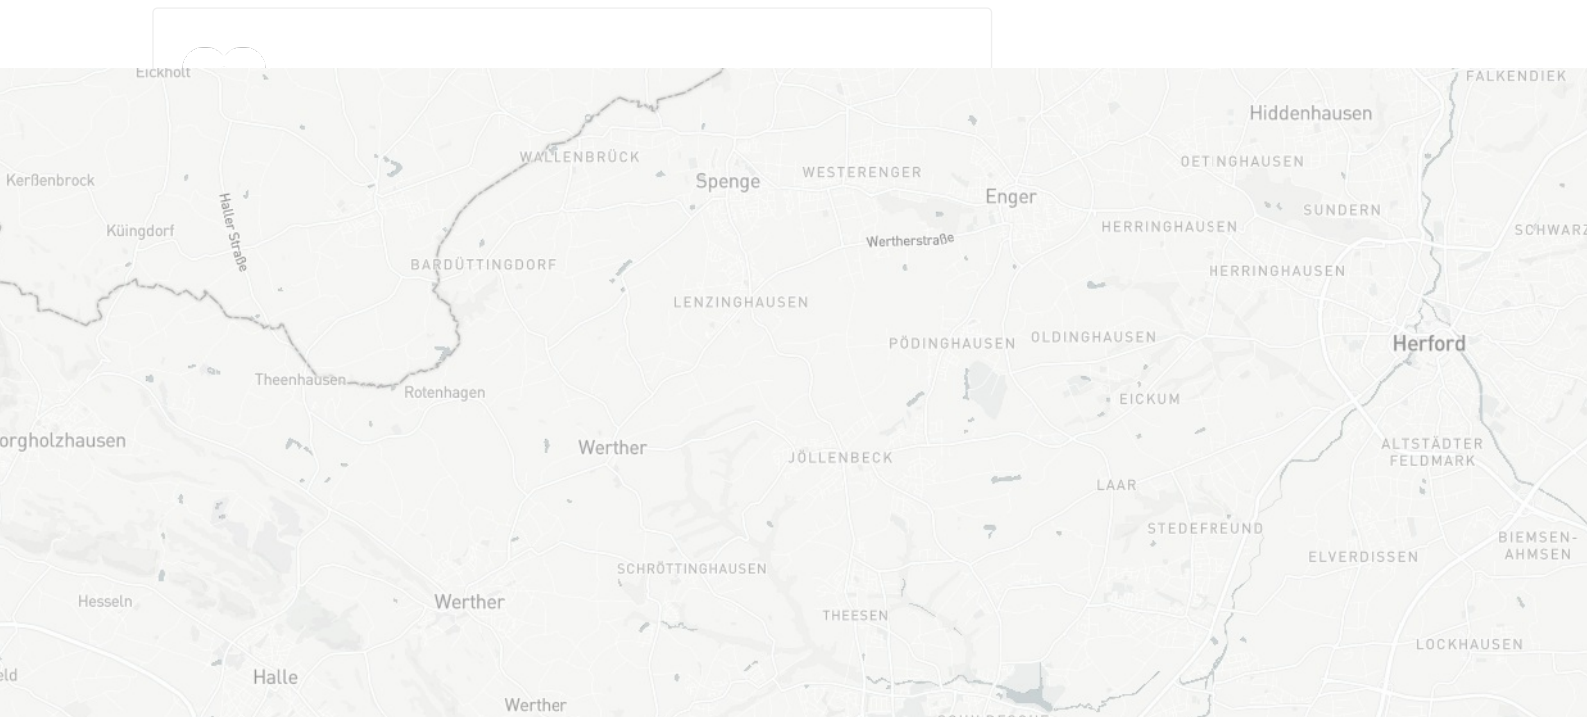 Eickholt
FALKENDIEK
Hiddenhausen
WALLENBRÜCK
OETINGHAUSEN
WESTERENGER
Kerßenbrock
Spenge
Enger
Haller Straße
SUNDERN
Küingdorf
HERRINGHAUSEN
SCHWARZ
Wertherstraße
BARDÜTTINGDORF
HERRINGHAUSEN
LENZINGHAUSEN
PÖDINGHAUSEN
OLDINGHAUSEN
Herford
Theenhausen
Rotenhagen
EICKUM
orgholzhausen
Werther
JÖLLENBECK
ALTSTÄDTER
FELDMARK
LAAR
STEDEFREUND
BIEMSEN-
AHMSEN
ELVERDISSEN
SCHRÖTTINGHAUSEN
Hesseln
Werther
THEESEN
LOCKHAUSEN
eld
Halle
Werther